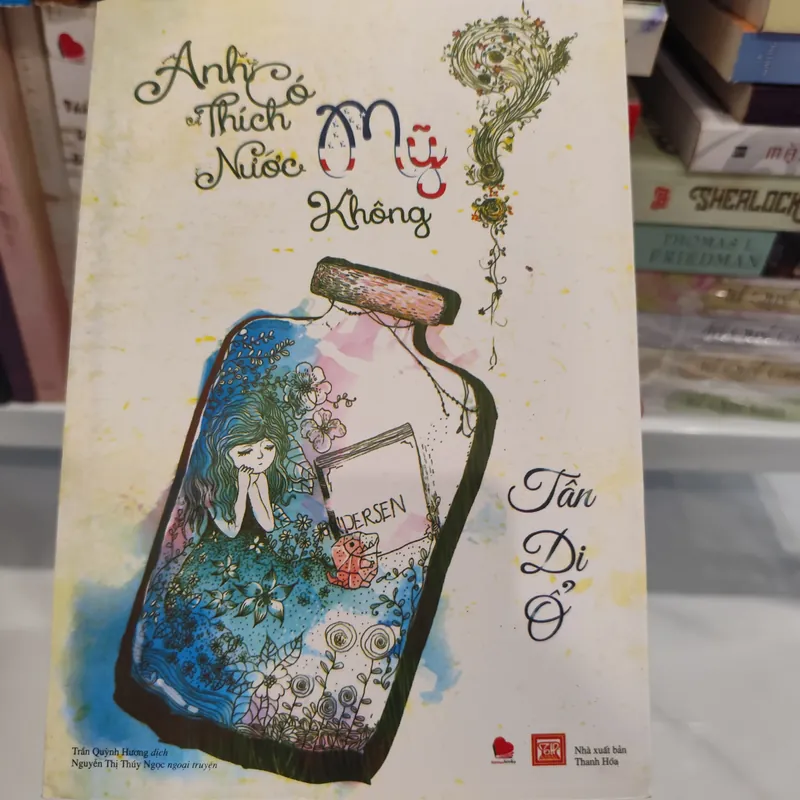 Anh Có
Thích
Nước Mỹ
Không
?
ANDERSEN
Tân
Di
Ổ
Trần Quỳnh Hương dịch
Nguyễn Thị Thúy Ngọc ngoại truyện
Nhà xuất bản
Thanh Hóa
SHERLOCK
THOMAS L.
FRIEDMAN